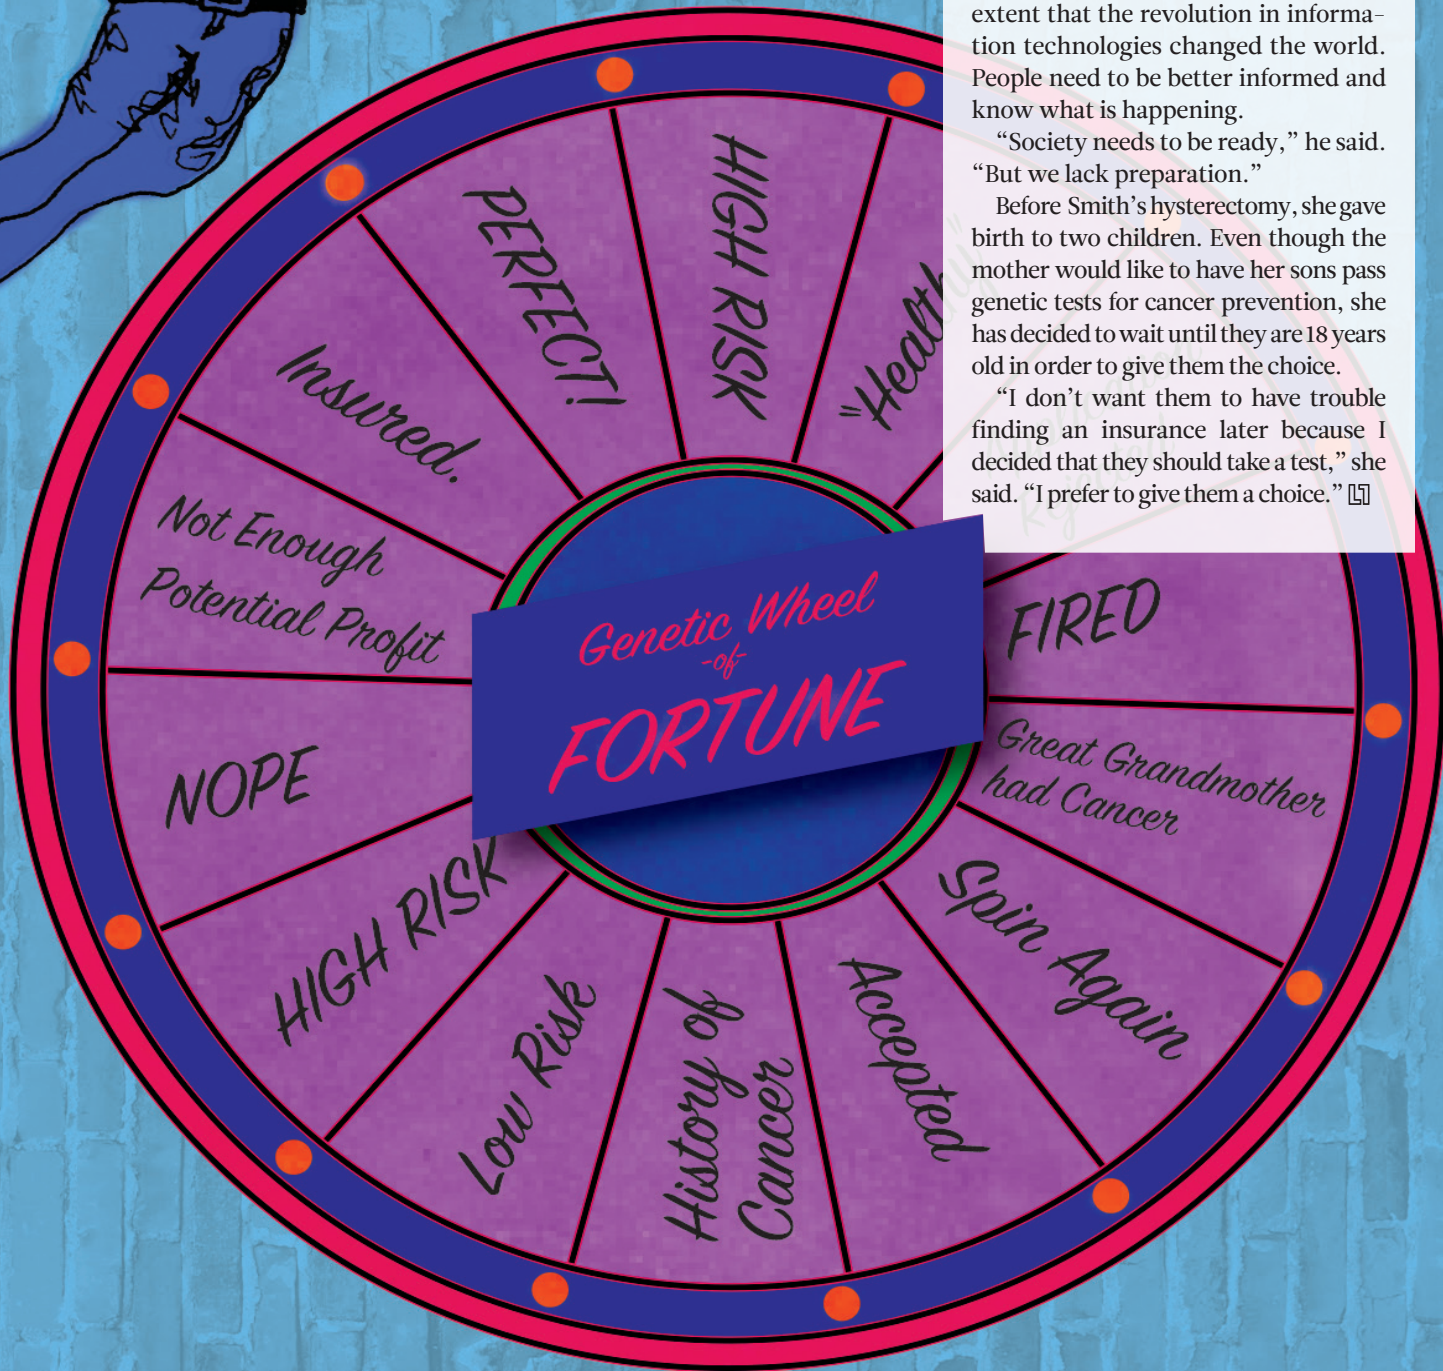 extent that the revolution in informa-
tion technologies changed the world.
People need to be better informed and
know what is happening.
“Society needs to be ready,” he said.
“But we lack preparation.”
Before Smith’s hysterectomy, she gave
birth to two children. Even though the
mother would like to have her sons pass
genetic tests for cancer prevention, she
has decided to wait until they are 18 years
old in order to give them the choice.
“I don’t want them to have trouble
finding an insurance later because I
decided that they should take a test,” she
said. “I prefer to give them a choice.”
Genetic Wheel
-of-
FORTUNE
HIGH RISK
"Healthy"
Rejected
FIRED
Great Grandmother
had Cancer
Spin Again
Accepted
History of
Cancer
Low Risk
HIGH RISK
NOPE
Not Enough
Potential Profit
Insured.
PERFECT!